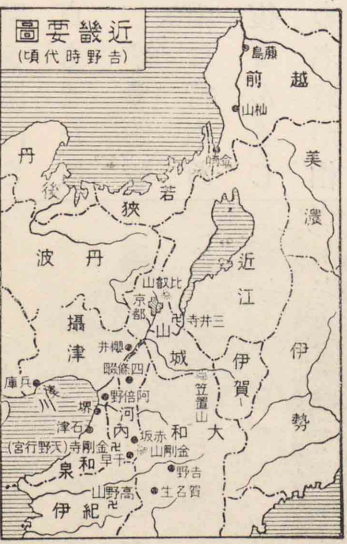 近畿要圖
(吉野時代頃)
越前
藤島
杣山
金崎
美濃
若狹
丹後
丹波
近江
比叡山
京都
三井寺
山城
攝津
櫻井
四條畷
伊賀
伊勢
笠置山
兵庫
湊川
阿倍野
堺
河内
大和
石津
赤坂
金剛山
金剛寺(天野行宮)
千早
和泉
吉野
賀名生
高野山
紀伊